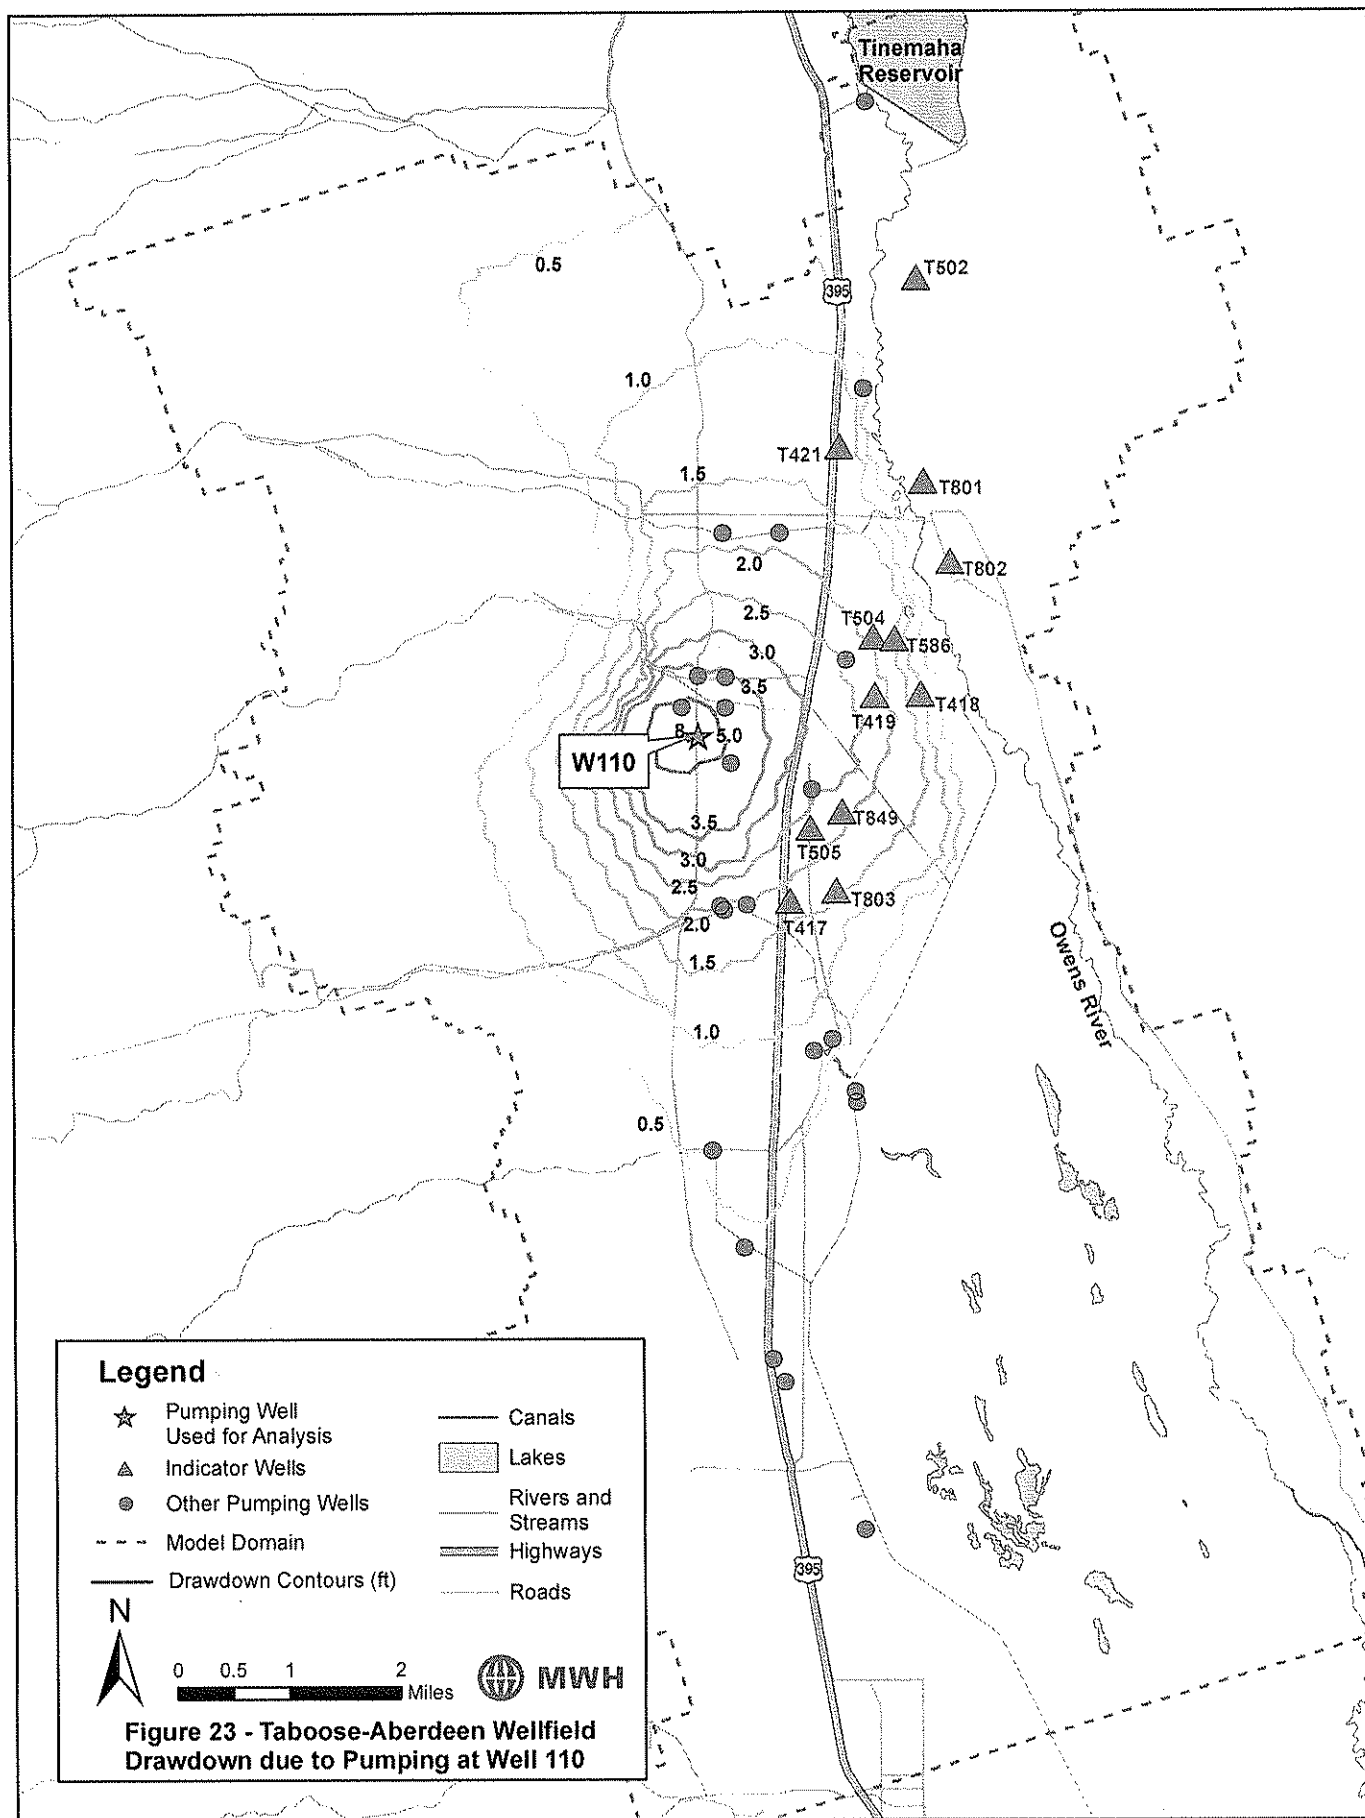 Tinemaha
Reservoir
T502
0.5
395
1.0
T421
1.5
T801
2.0
T802
2.5
T504
T586
3.0
3.5
T419
T418
5.0
W110
3.5
T849
T505
3.0
2.5
T803
2.0
T417
1.5
Owens River
1.0
0.5
Legend
Pumping Well
Used for Analysis
Indicator Wells
Other Pumping Wells
Model Domain
Drawdown Contours (ft)
Canals
Lakes
Rivers and
Streams
Highways
Roads
395
N
0 0.5 1 2
Miles
MWH
Figure 23 - Taboose-Aberdeen Wellfield
Drawdown due to Pumping at Well 110